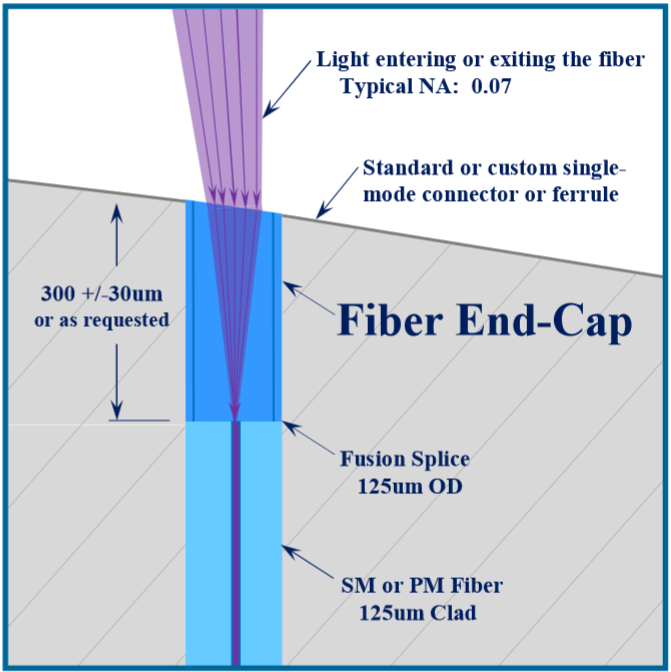 Light entering or exiting the fiber
Typical NA: 0.07
Standard or custom single-
mode connector or ferrule
300 +/-30um
or as requested
Fiber End-Cap
Fusion Splice
125um OD
SM or PM Fiber
125um Clad